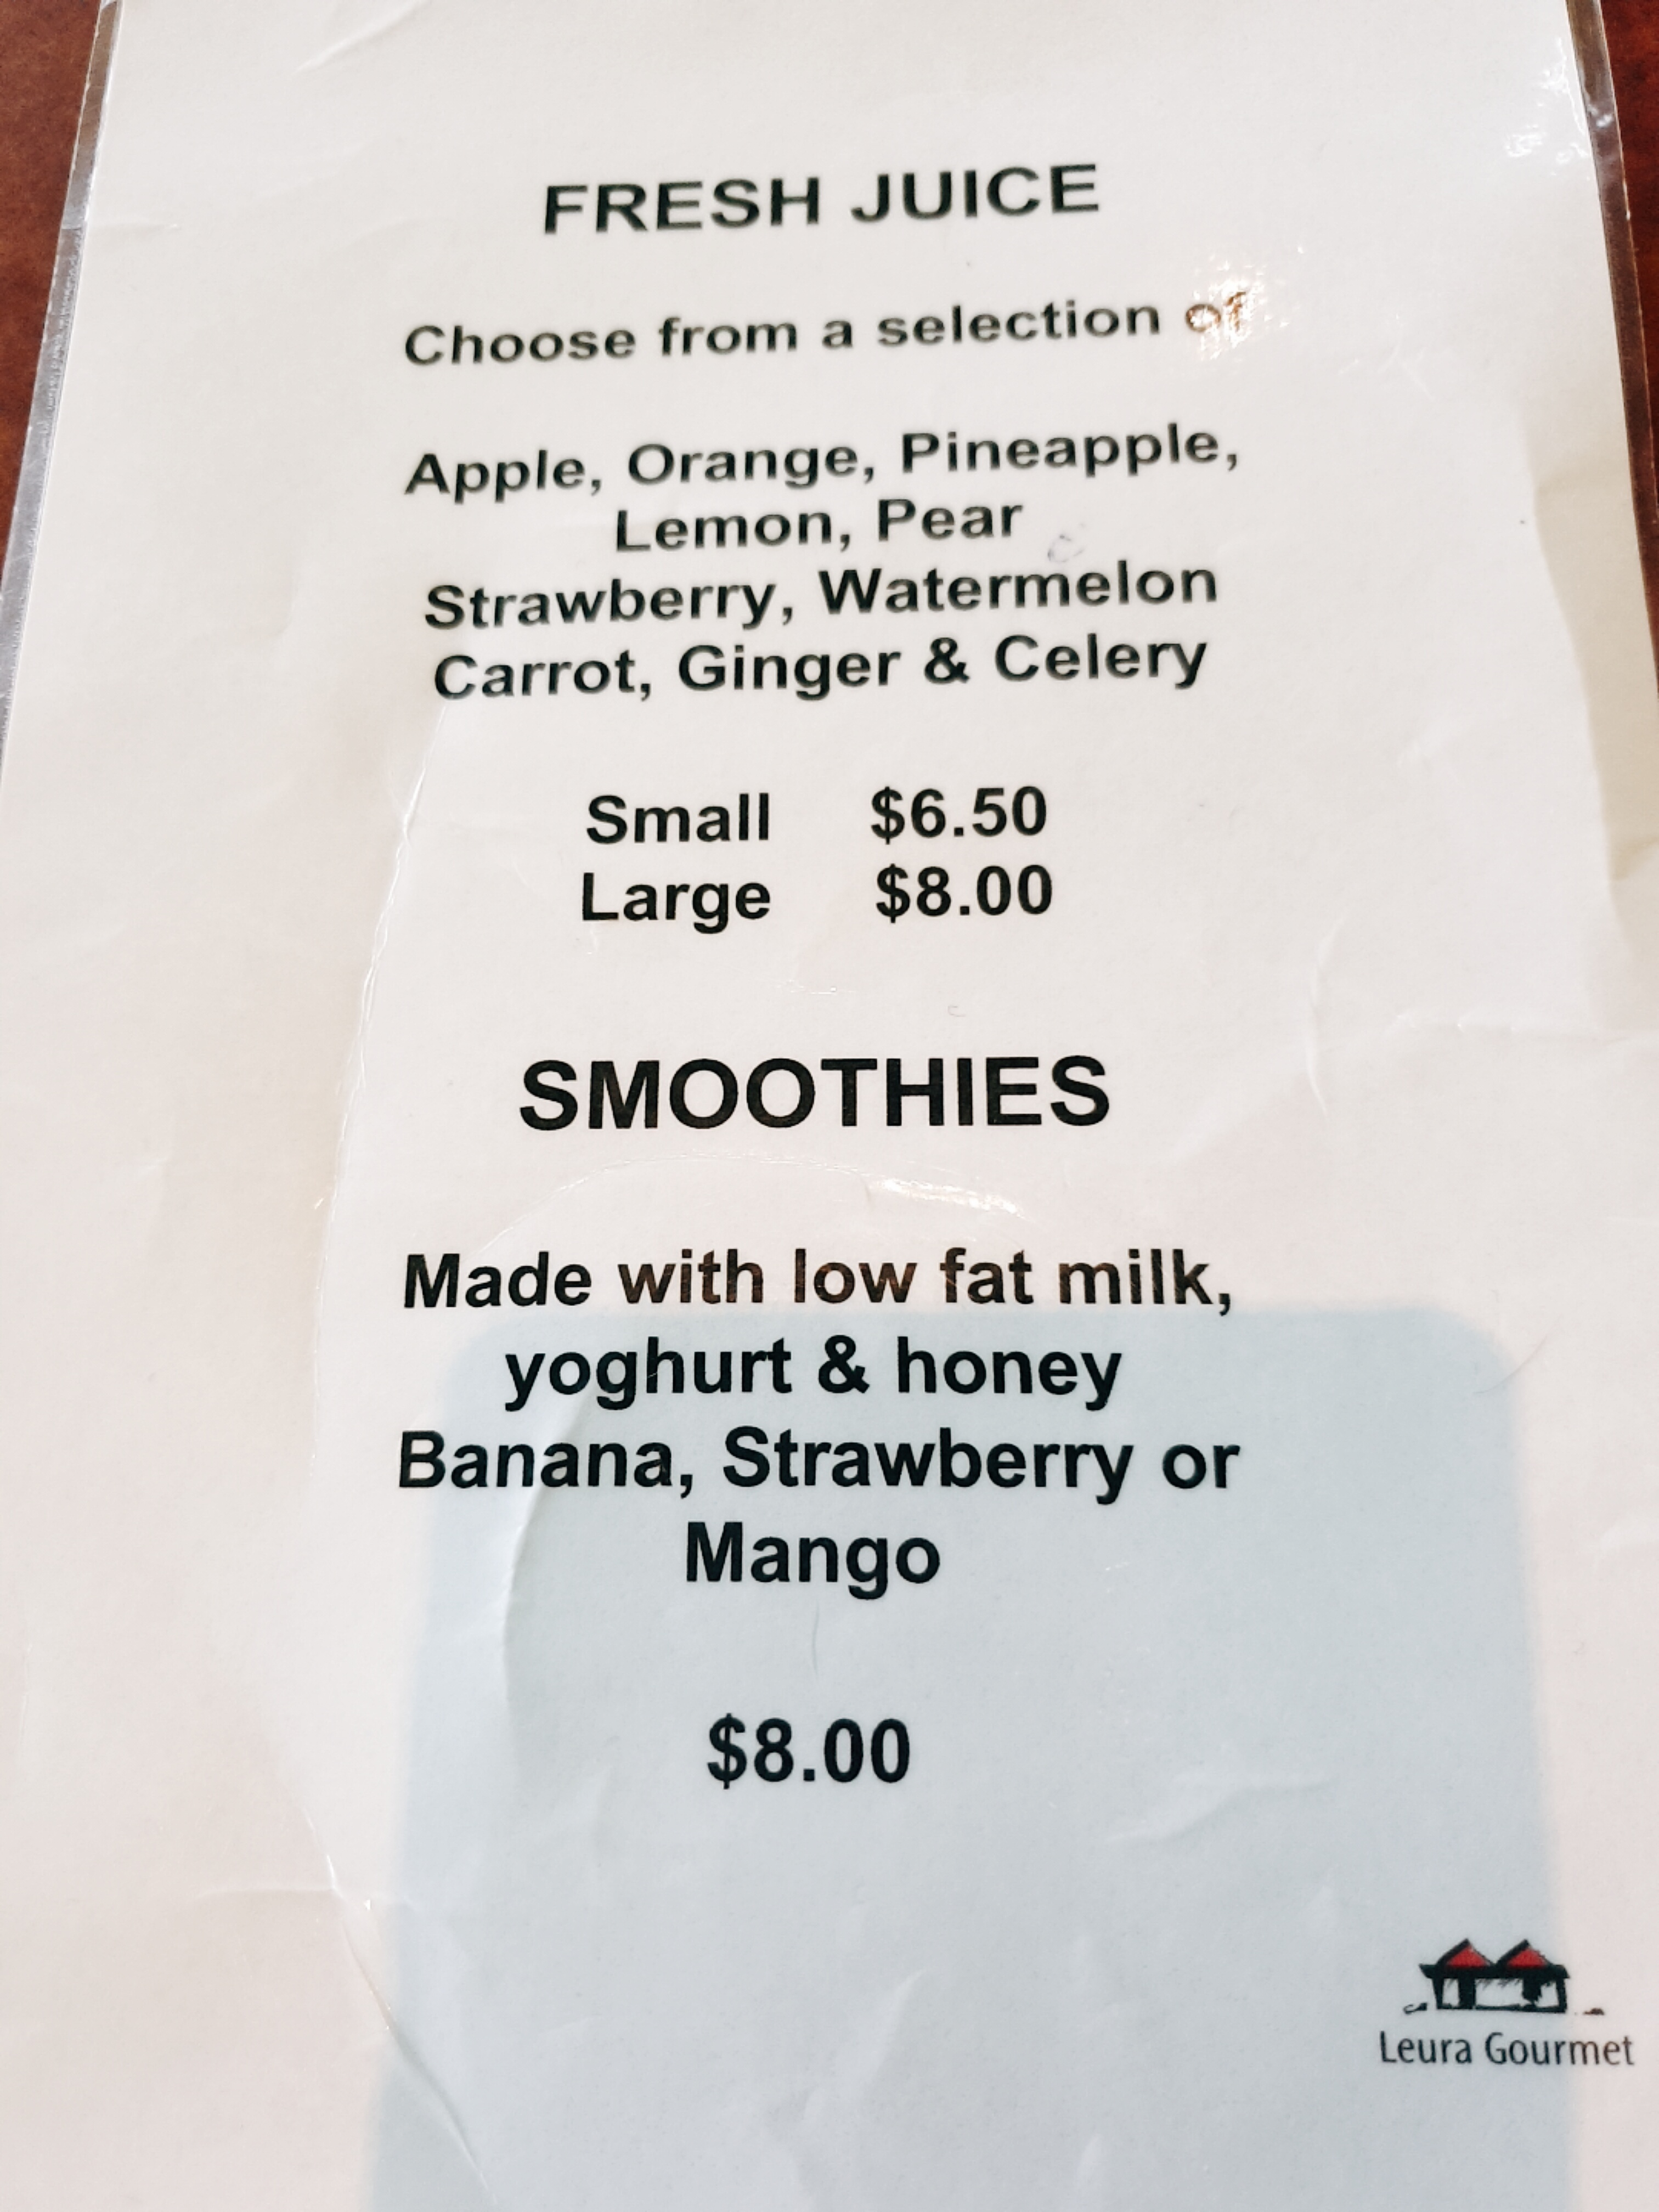 FRESH JUICE
Choose from a selection of
Apple, Orange, Pineapple,
Lemon, Pear
Strawberry, Watermelon
Carrot, Ginger & Celery
Small $6.50
Large $8.00
SMOOTHIES
Made with low fat milk,
yoghurt & honey
Banana, Strawberry or
Mango
$8.00
Leura Gourmet